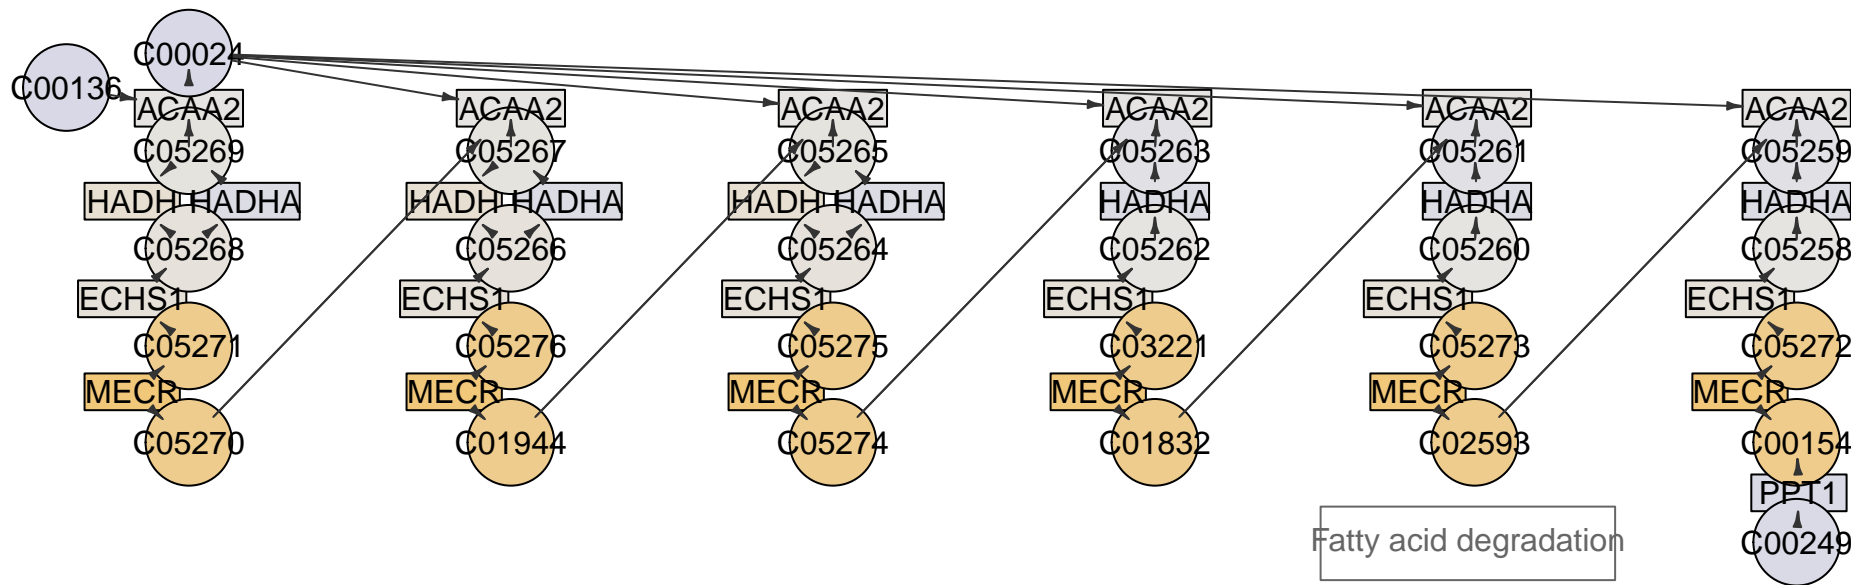 C00024
C00136
ACAA2 ACAA2 ACAA2 ACAA2 ACAA2 ACAA2
C05269 C05267 C05265 C05263 C05261 C05259
HADH HADHA HADH HADHA HADH HADHA HADHA HADHA HADHA
C05268 C05266 C05264 C05262 C05260 C05258
ECHS1 ECHS1 ECHS1 ECHS1 ECHS1 ECHS1
C05271 C05276 C05275 C03221 C05273 C05272
MECR MECR MECR MECR MECR MECR
C05270 C01944 C05274 C01832 C02593 C00154
PPT1
Fatty acid degradation C00249